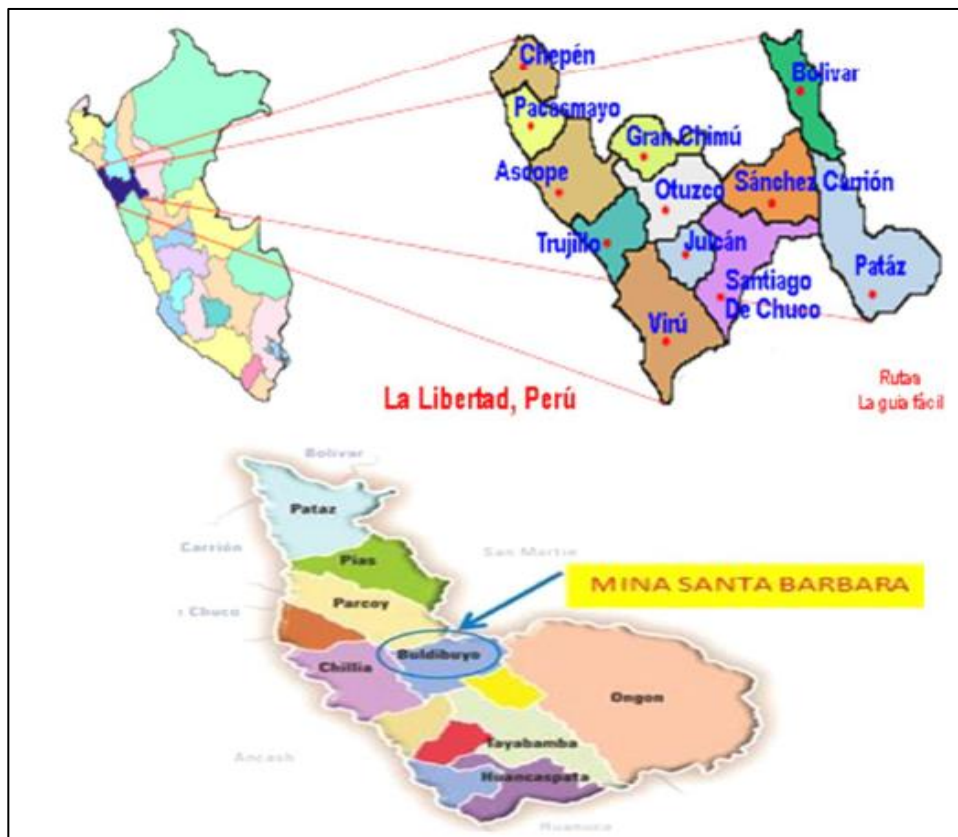 Chepén
Bolivar
Pacasmayo
Gran Chimú
Ascope
Otuzco
Sánchez Carrión
Trujillo
Julcán
Patáz
Santiago
De Chuco
Virú
La Libertad, Perú
Rutas
La guia fácil
Bolivar
Pataz
Carrión
San Martin
Pias
MINA SANTA BARBARA
Parcoy
Chuco
Buldibuyo
Chillia
Ongon
Tayabamba
Ancash
Huancaspata
Huanuco